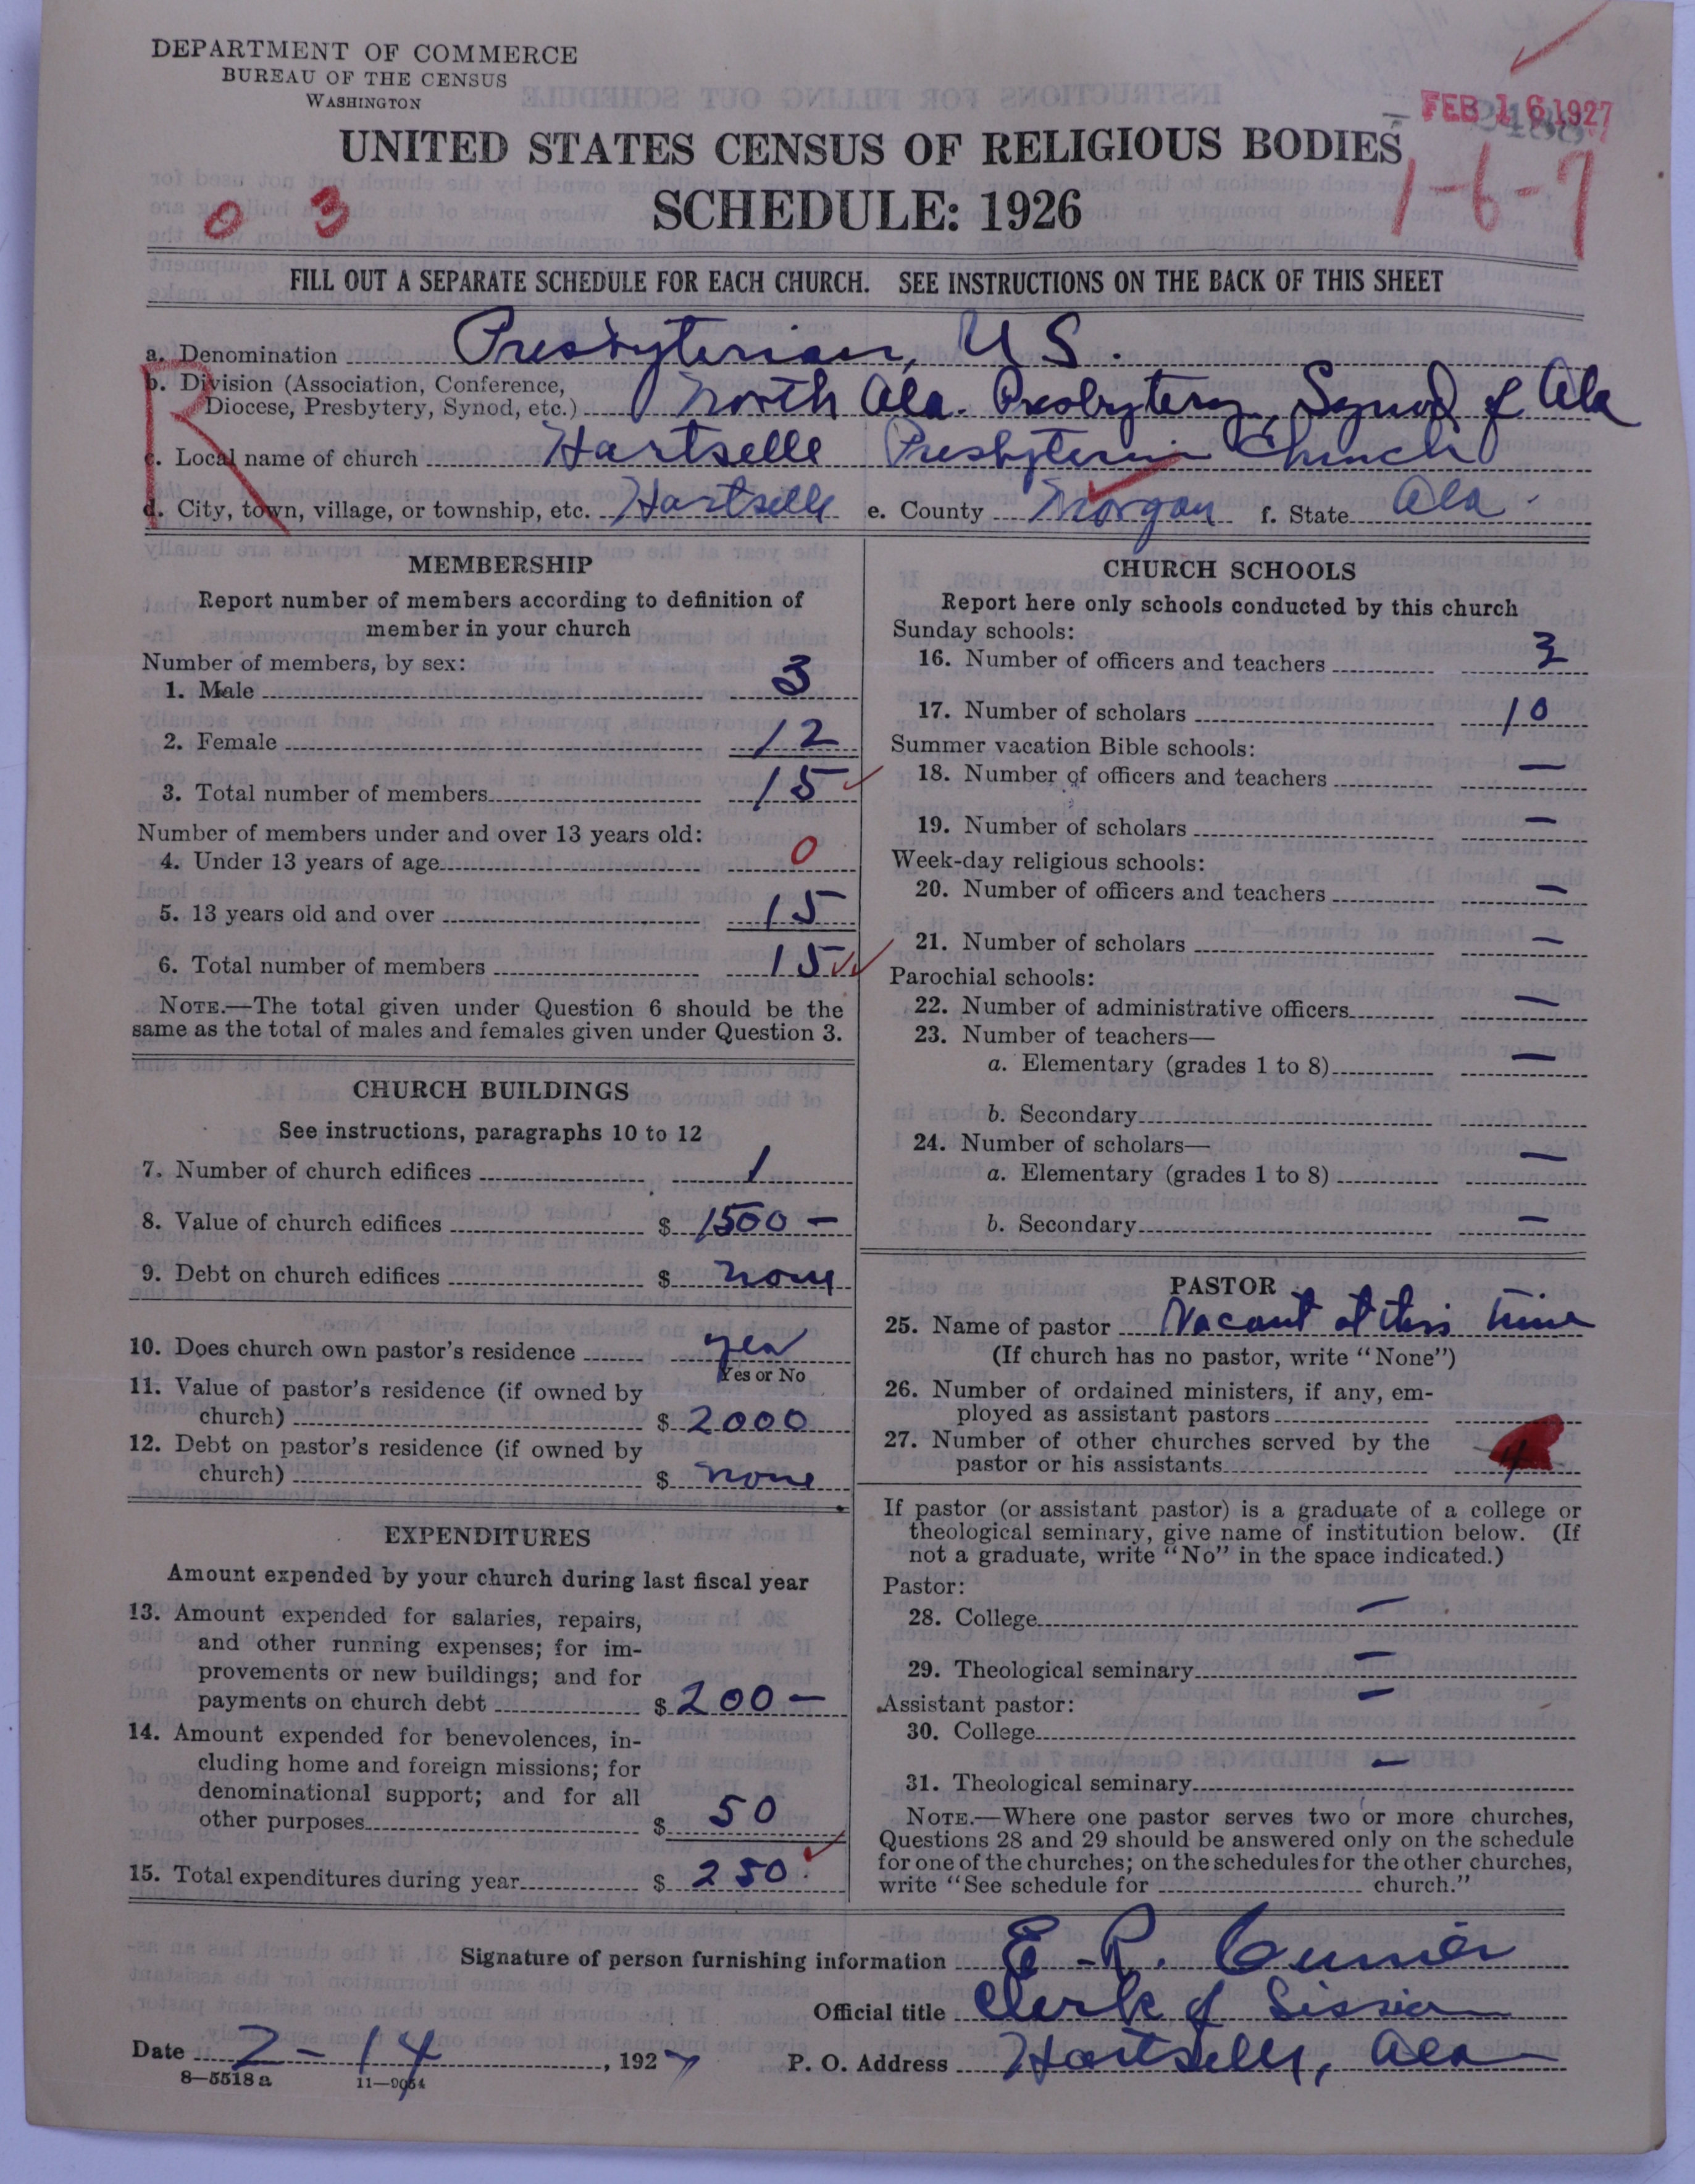 DEPARTMENT OF COMMERCE
BUREAU OF THE CENSUS
WASHINGTON
FEB 16 1927
UNITED STATES CENSUS OF RELIGIOUS BODIES
1-6-7
0 3
SCHEDULE: 1926
FILL OUT A SEPARATE SCHEDULE FOR EACH CHURCH. SEE INSTRUCTIONS ON THE BACK OF THIS SHEET
R
a. Denomination Presbyterian, U S.
b. Division (Association, Conference,
Diocese, Presbytery, Synod, etc.) North Ala. Presbytery, Synod of Ala
c. Local name of church Hartselle Presbyterian Church
d. City, town, village, or township, etc. Hartselle e. County Morgan f. State Ala.
MEMBERSHIP
Report number of members according to definition of
member in your church
Number of members, by sex:
1. Male 3
2. Female 12
3. Total number of members 15
Number of members under and over 13 years old:
4. Under 13 years of age 0
5. 13 years old and over 15
6. Total number of members 15
NOTE.—The total given under Question 6 should be the
same as the total of males and females given under Question 3.
CHURCH BUILDINGS
See instructions, paragraphs 10 to 12
7. Number of church edifices 1
8. Value of church edifices $ 1500 —
9. Debt on church edifices $ none
10. Does church own pastor's residence yes
Yes or No
11. Value of pastor's residence (if owned by
church) $ 2000
12. Debt on pastor's residence (if owned by
church) $ none
EXPENDITURES
Amount expended by your church during last fiscal year
13. Amount expended for salaries, repairs,
and other running expenses; for im-
provements or new buildings; and for
payments on church debt $ 200 —
14. Amount expended for benevolences, in-
cluding home and foreign missions; for
denominational support; and for all
other purposes $ 50
15. Total expenditures during year $ 250.
CHURCH SCHOOLS
Report here only schools conducted by this church
Sunday schools:
16. Number of officers and teachers 3
17. Number of scholars 10
Summer vacation Bible schools:
18. Number of officers and teachers —
19. Number of scholars —
Week-day religious schools:
20. Number of officers and teachers —
21. Number of scholars —
Parochial schools:
22. Number of administrative officers —
23. Number of teachers—
a. Elementary (grades 1 to 8) —
b. Secondary
24. Number of scholars—
a. Elementary (grades 1 to 8) —
b. Secondary —
PASTOR
25. Name of pastor Vacant at this time
(If church has no pastor, write "None")
26. Number of ordained ministers, if any, em-
ployed as assistant pastors
27. Number of other churches served by the
pastor or his assistants 4
If pastor (or assistant pastor) is a graduate of a college or
theological seminary, give name of institution below. (If
not a graduate, write "No" in the space indicated.)
Pastor:
28. College —
29. Theological seminary —
Assistant pastor: —
30. College
31. Theological seminary —
NOTE.—Where one pastor serves two or more churches,
Questions 28 and 29 should be answered only on the schedule
for one of the churches; on the schedules for the other churches,
write "See schedule for church."
Signature of person furnishing information E. R.
Official title Clerk of Session
Date 2-14, 1927 P. O. Address Hartselle, Ala
8—5518a 11—9054